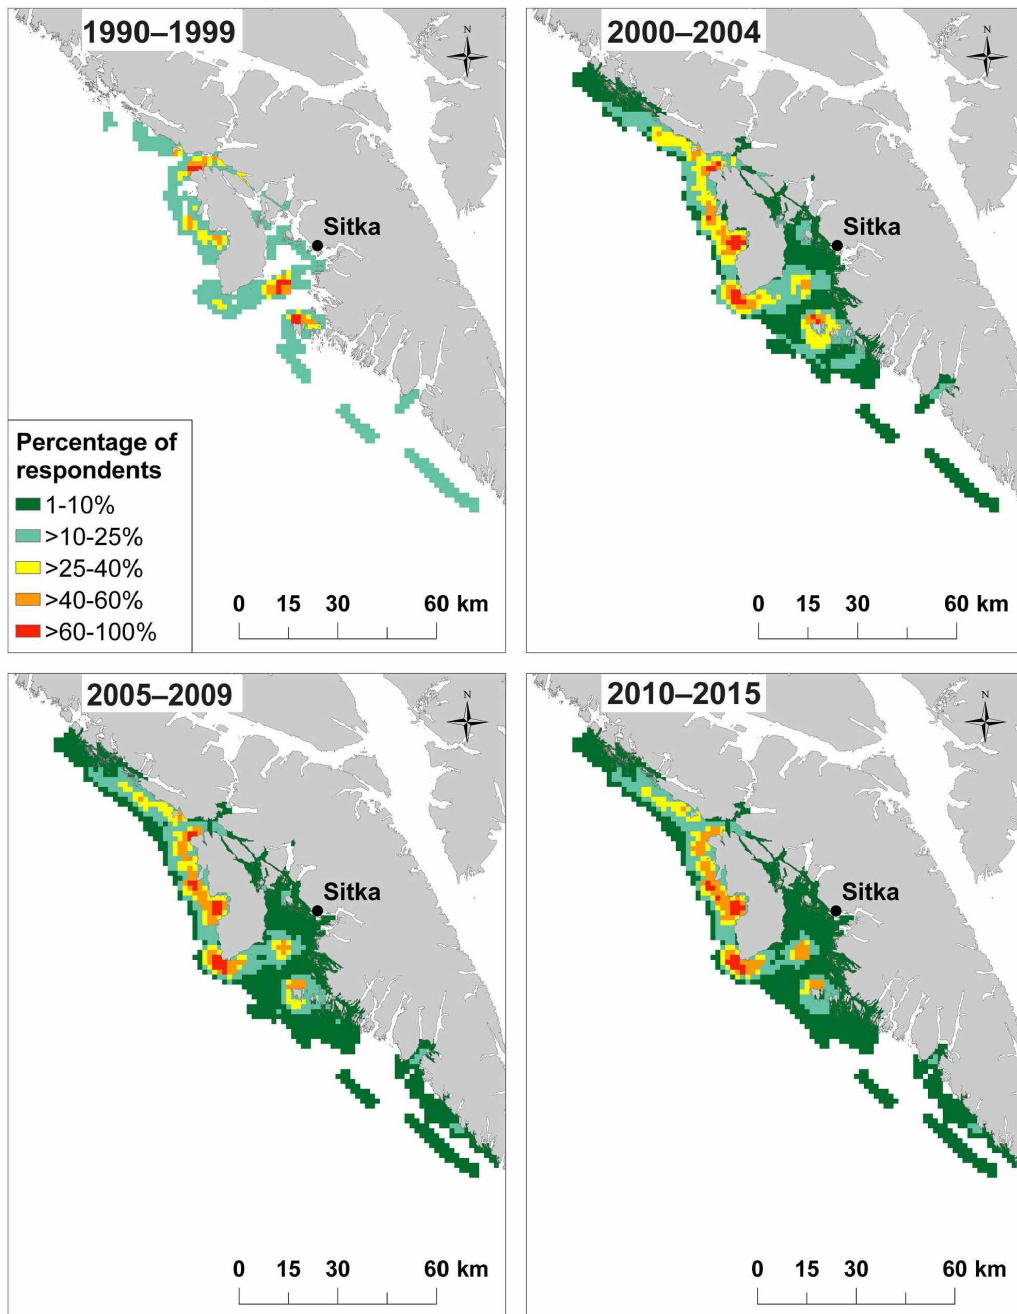 1990–1999
N
Sitka
Percentage of
respondents
1-10%
>10-25%
>25-40%
>40-60%
>60-100%
0 15 30 60 km
2000–2004
N
Sitka
0 15 30 60 km
2005–2009
N
Sitka
0 15 30 60 km
2010–2015
N
Sitka
0 15 30 60 km